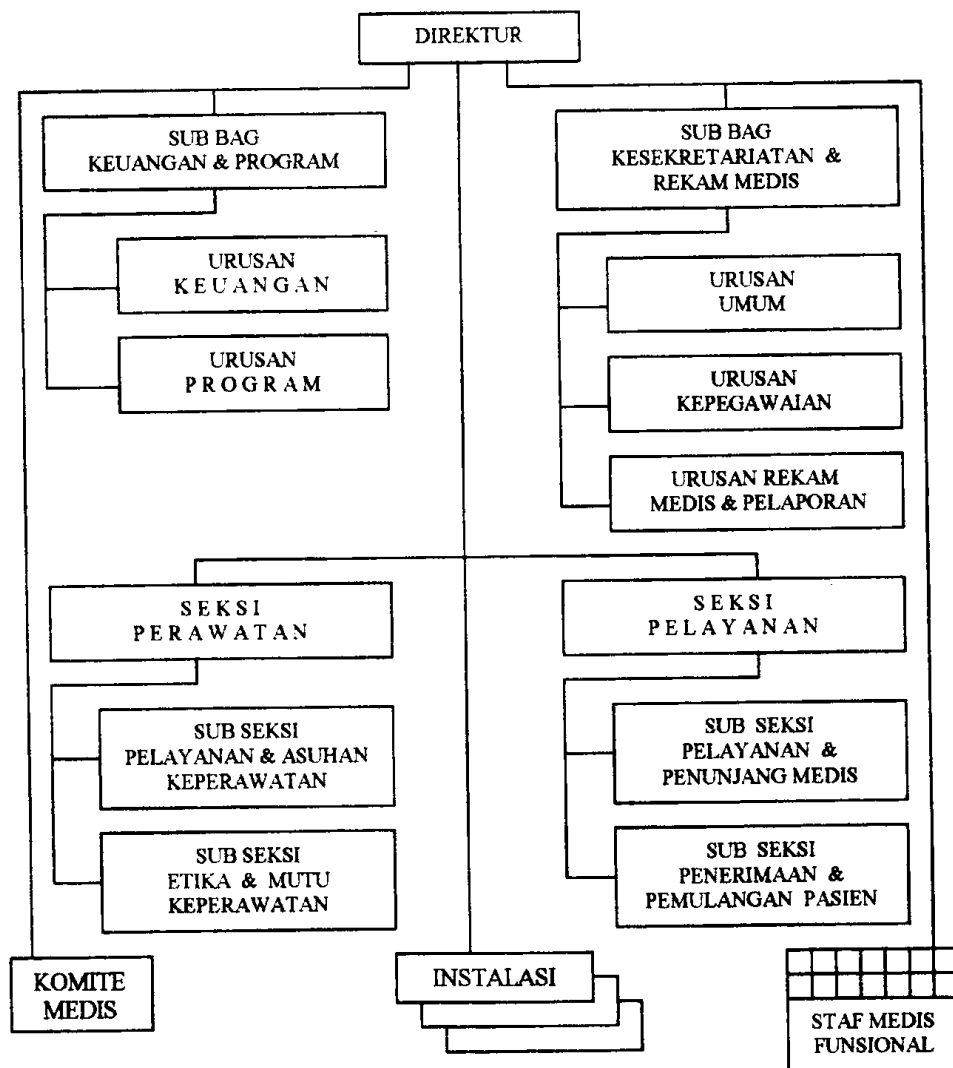 DIREKTUR
SUB BAG
KEUANGAN & PROGRAM
URUSAN
KEUANGAN
URUSAN
PROGRAM
SUB BAG
KESEKRETARIATAN &
REKAM MEDIS
URUSAN
UMUM
URUSAN
KEPEGAWAIAN
URUSAN REKAM
MEDIS & PELAPORAN
SEKSI
PERAWATAN
SUB SEKSI
PELAYANAN & ASUHAN
KEPERAWATAN
SUB SEKSI
ETIKA & MUTU
KEPERAWATAN
SEKSI
PELAYANAN
SUB SEKSI
PELAYANAN &
PENUNJANG MEDIS
SUB SEKSI
PENERIMAAN &
PEMULANGAN PASIEN
KOMITE
MEDIS
INSTALASI
STAF MEDIS
FUNSIONAL